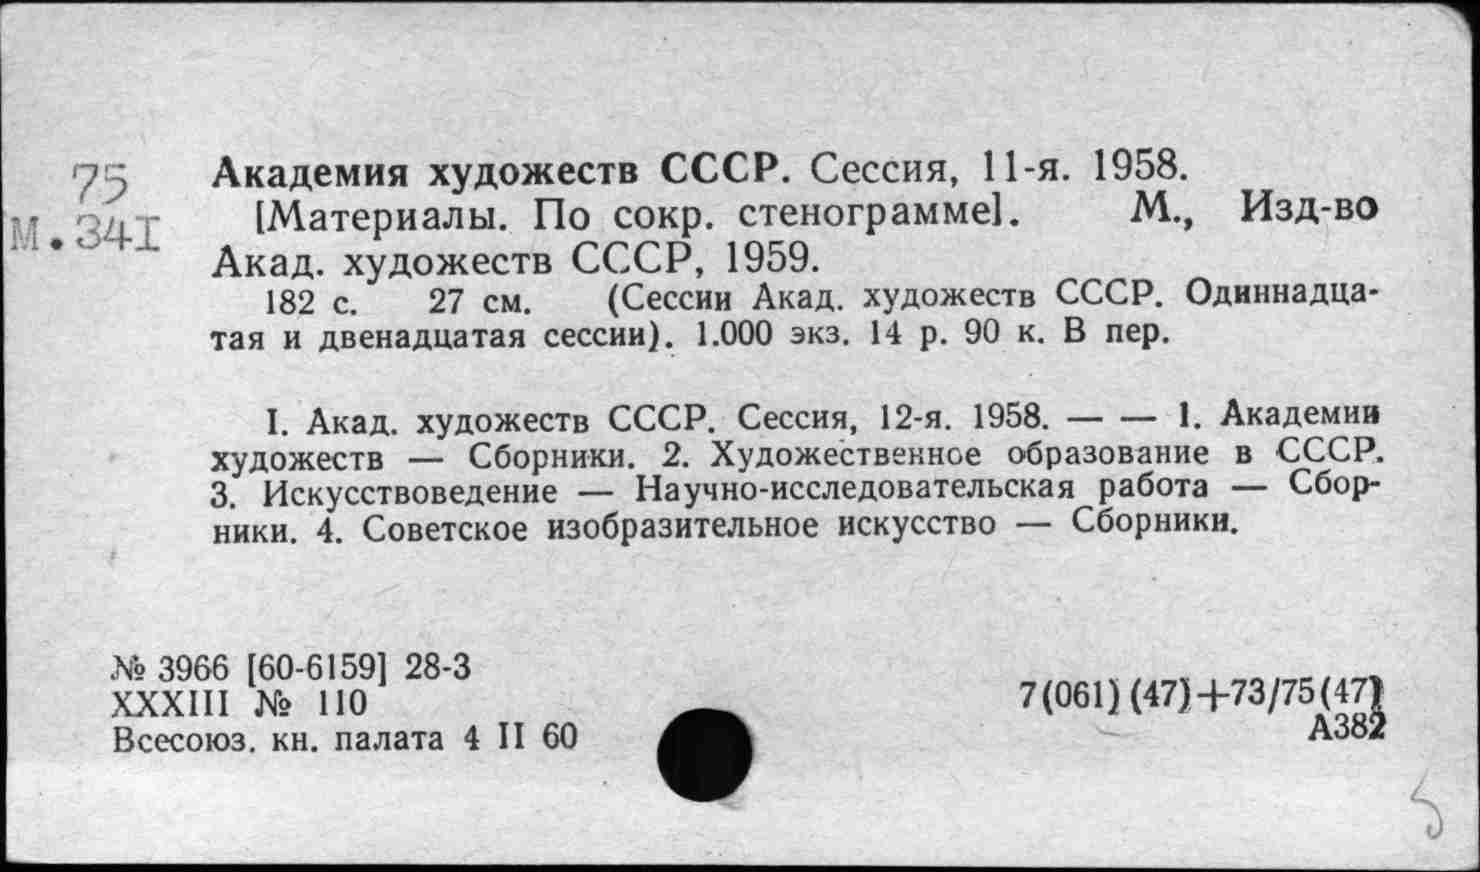 75
М.341
Академия художеств СССР. Сессия, 11-я. 1958.
[Материалы. По сокр. стенограмме]. М., Изд-во
Акад. художеств СССР, 1959.
182 с. 27 см. (Сессии Акад. художеств СССР. Одиннадца-
тая и двенадцатая сессии). 1.000 экз. 14 р. 90 к. В пер.
I. Акад. художеств СССР. Сессия, 12-я. 1958. — — 1. Академии
художеств — Сборники. 2. Художественное образование в СССР.
3. Искусствоведение — Научно-исследовательская работа — Сбор-
ники. 4. Советское изобразительное искусство — Сборники.
№ 3966 [60-6159] 28-3
XXXIII № 110
Всесоюз. кн. палата 4 II 60
7(061)(47)+73/75(47)
А382